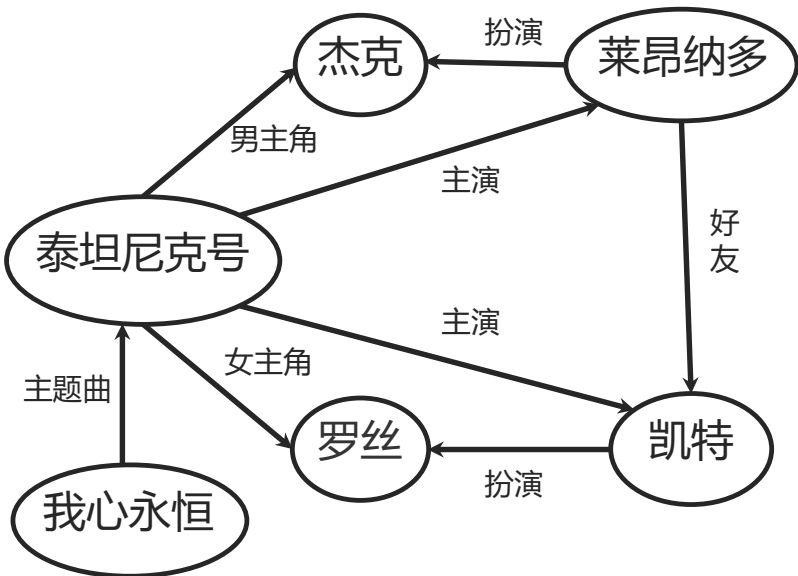 杰克
扮演
莱昂纳多
男主角
主演
泰坦尼克号
好
友
主演
女主角
主题曲
罗丝
凯特
扮演
我心永恒